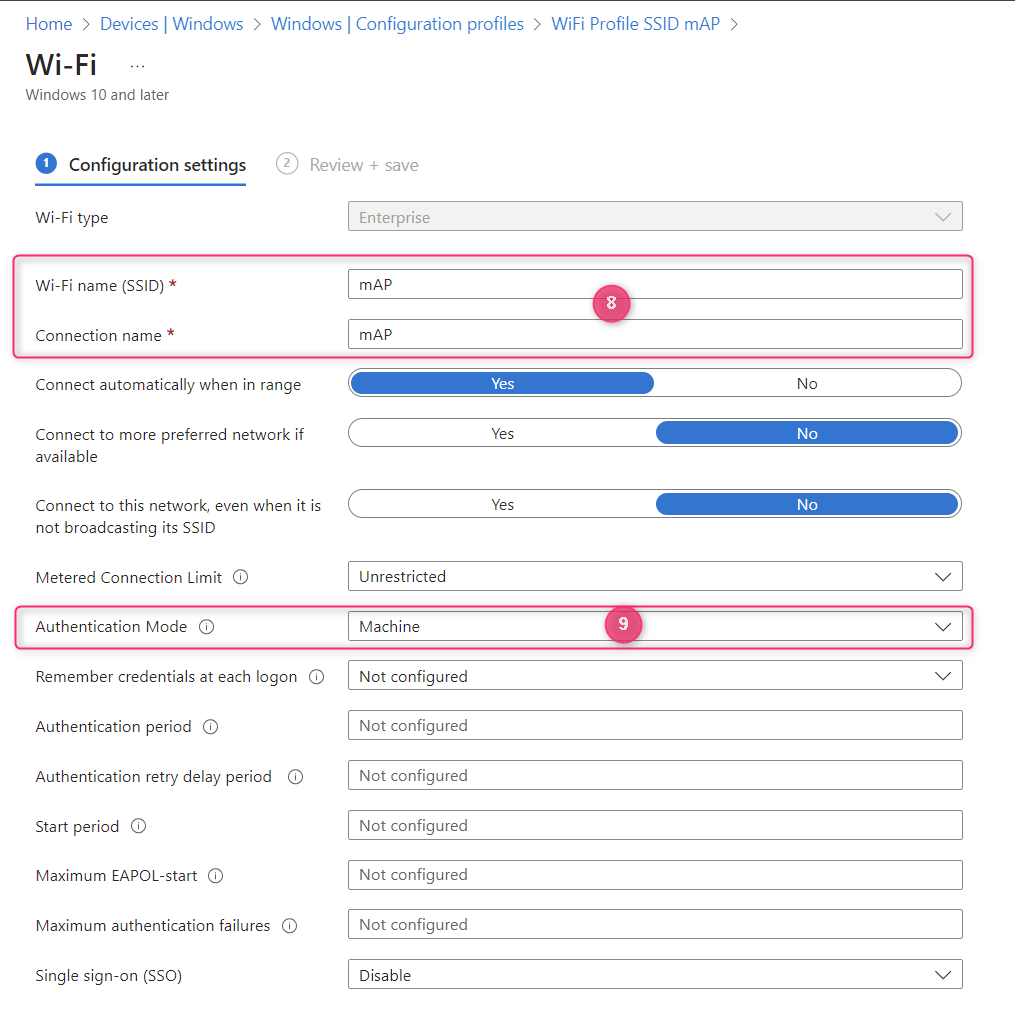 Home > Devices | Windows > Windows | Configuration profiles > WiFi Profile SSID mAP >
Wi-Fi ...
Windows 10 and later
1 Configuration settings 2 Review + save
Wi-Fi type Enterprise
Wi-Fi name (SSID) * mAP
8
Connection name * mAP
Connect automatically when in range Yes No
Connect to more preferred network if
available Yes No
Connect to this network, even when it is
not broadcasting its SSID Yes No
Metered Connection Limit Unrestricted
Authentication Mode Machine 9
Remember credentials at each logon Not configured
Authentication period Not configured
Authentication retry delay period Not configured
Start period Not configured
Maximum EAPOL-start Not configured
Maximum authentication failures Not configured
Single sign-on (SSO) Disable